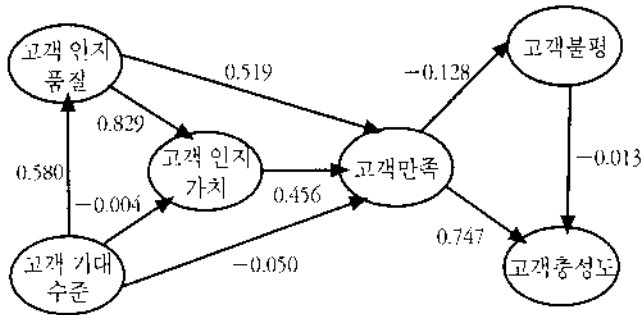 고객 인지
품질
고객불평
0.519
−0.128
0.829
고객 인지
가치
고객만족
0.580
−0.013
−0.004
0.456
0.747
고객 기대
수준
−0.050
고객충성도